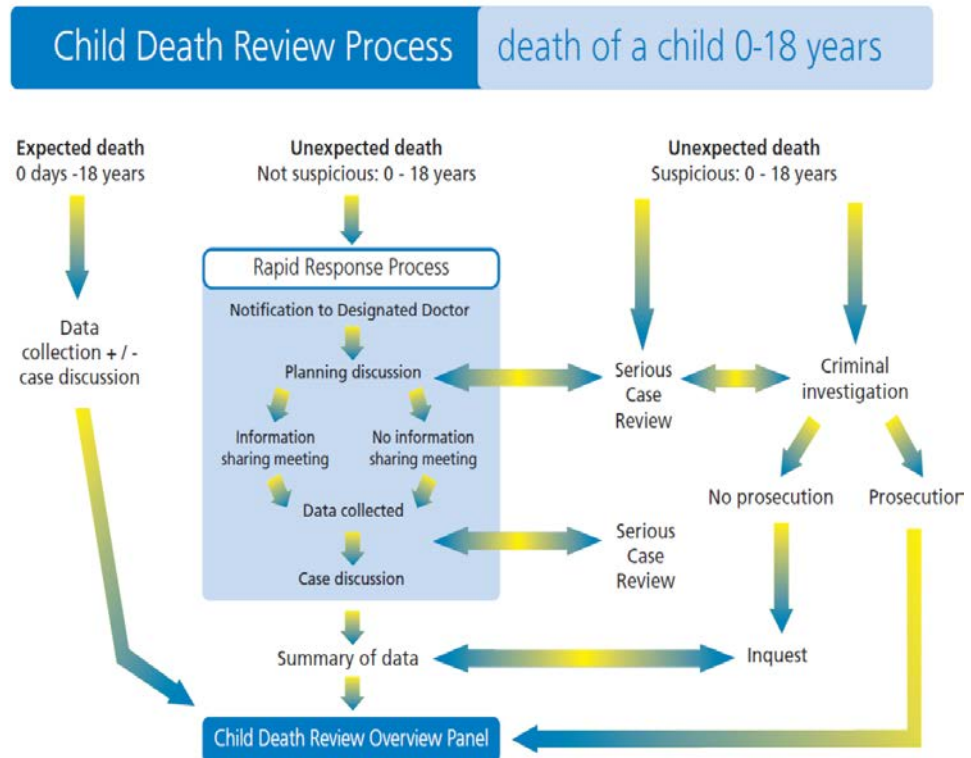 Child Death Review Process death of a child 0-18 years
Expected death
0 days -18 years
Unexpected death
Not suspicious: 0 - 18 years
Unexpected death
Suspicious: 0 - 18 years
Rapid Response Process
Notification to Designated Doctor
Data
collection + / -
case discussion
Planning discussion
Serious
Case
Review
Criminal
investigation
Information
sharing meeting
No information
sharing meeting
No prosecution
Prosecution
Data collected
Serious
Case
Review
Case discussion
Summary of data
Inquest
Child Death Review Overview Panel